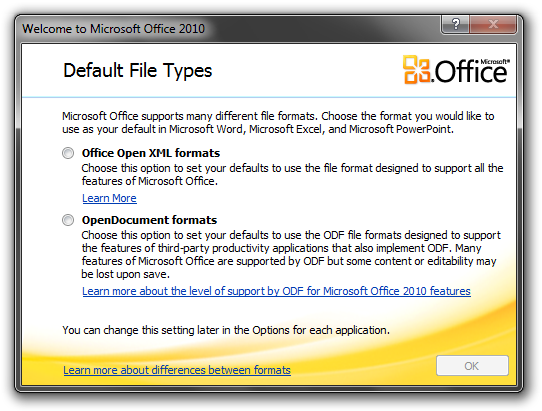 Welcome to Microsoft Office 2010
?
Default File Types
Microsoft®
Office
Microsoft Office supports many different file formats. Choose the format you would like to
use as your default in Microsoft Word, Microsoft Excel, and Microsoft PowerPoint.
Office Open XML formats
Choose this option to set your defaults to use the file format designed to support all the
features of Microsoft Office.
Learn More
OpenDocument formats
Choose this option to set your defaults to use the ODF file formats designed to support
the features of third-party productivity applications that also implement ODF. Many
features of Microsoft Office are supported by ODF but some content or editability may
be lost upon save.
Learn more about the level of support by ODF for Microsoft Office 2010 features
You can change this setting later in the Options for each application.
Learn more about differences between formats
OK